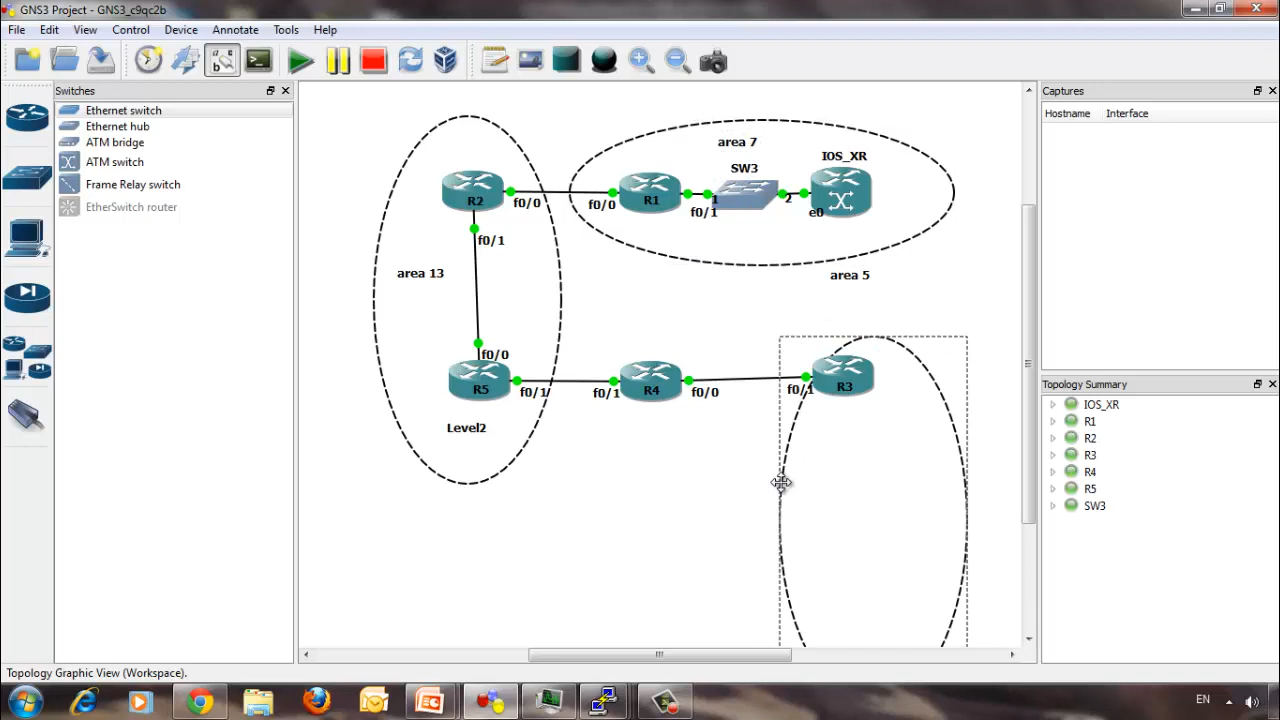 GNS3 Project - GNS3_c9qc2b
File Edit View Control Device Annotate Tools Help
Switches
Ethernet switch
Ethernet hub
ATM bridge
ATM switch
Frame Relay switch
EtherSwitch router
area 7
SW3
IOS_XR
R2
f0/0
f0/0
R1
f0/1
1
2
e0
f0/1
area 13
area 5
f0/0
R5
f0/1
f0/1
R4
f0/0
f0/1
R3
Level2
Captures
Hostname Interface
Topology Summary
IOS_XR
R1
R2
R3
R4
R5
SW3
Topology Graphic View (Workspace).
EN